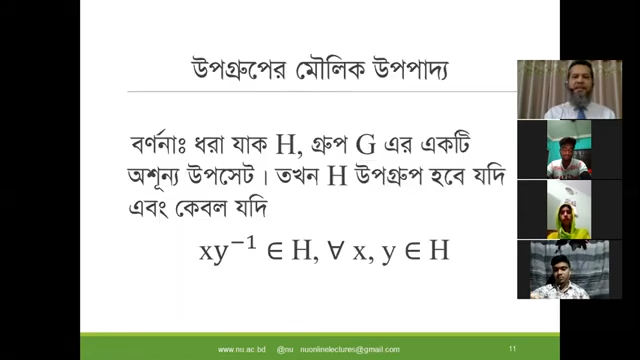 উপগ্রুপের মৌলিক উপপাদ্য
বর্ণনাঃ ধরা যাক H, গ্রুপ G এর একটি
অশূন্য উপসেট । তখন H উপগ্রুপ হবে যদি
এবং কেবল যদি
xy⁻¹ ∈ H, ∀ x, y ∈ H
www.nu.ac.bd @nu nuonlinelectures@gmail.com 11